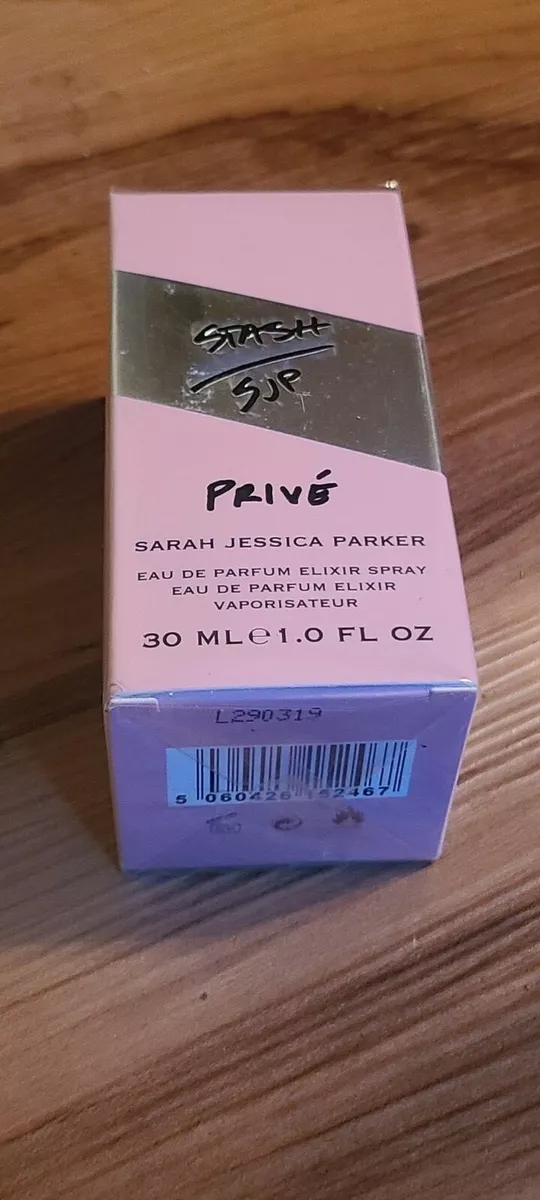 STASH
SJP
PRIVÉ
SARAH JESSICA PARKER
EAU DE PARFUM ELIXIR SPRAY
EAU DE PARFUM ELIXIR
VAPORISATEUR
30 ML℮1.0 FL OZ
L290319
5 060426 152467